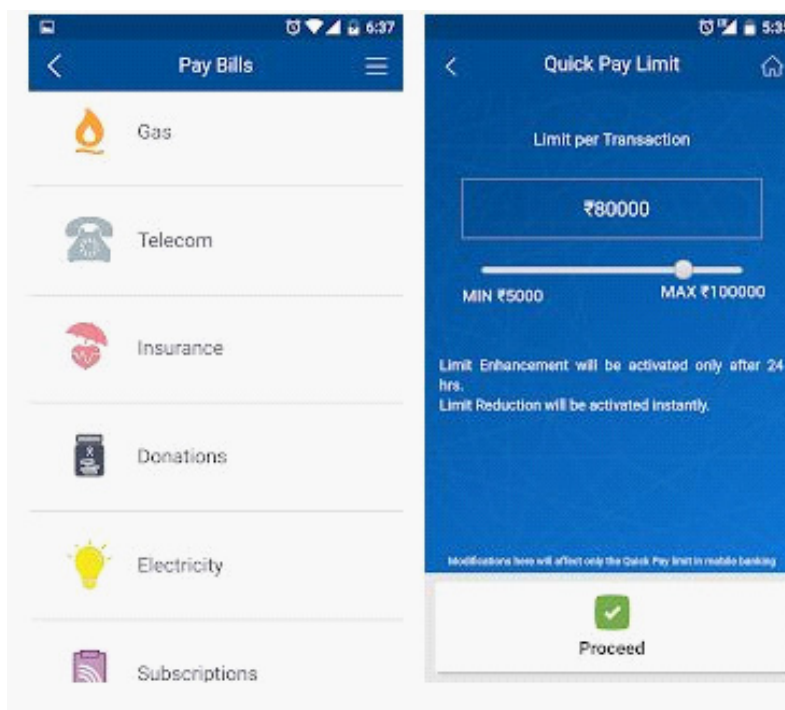 6:37
Pay Bills
Gas
Telecom
Insurance
Donations
Electricity
Subscriptions
5:35
Quick Pay Limit
Limit per Transaction
₹80000
MIN ₹5000 MAX ₹100000
Limit Enhancement will be activated only after 24
hrs.
Limit Reduction will be activated instantly.
Modifications here will affect only the Quick Pay limit in mobile banking
Proceed